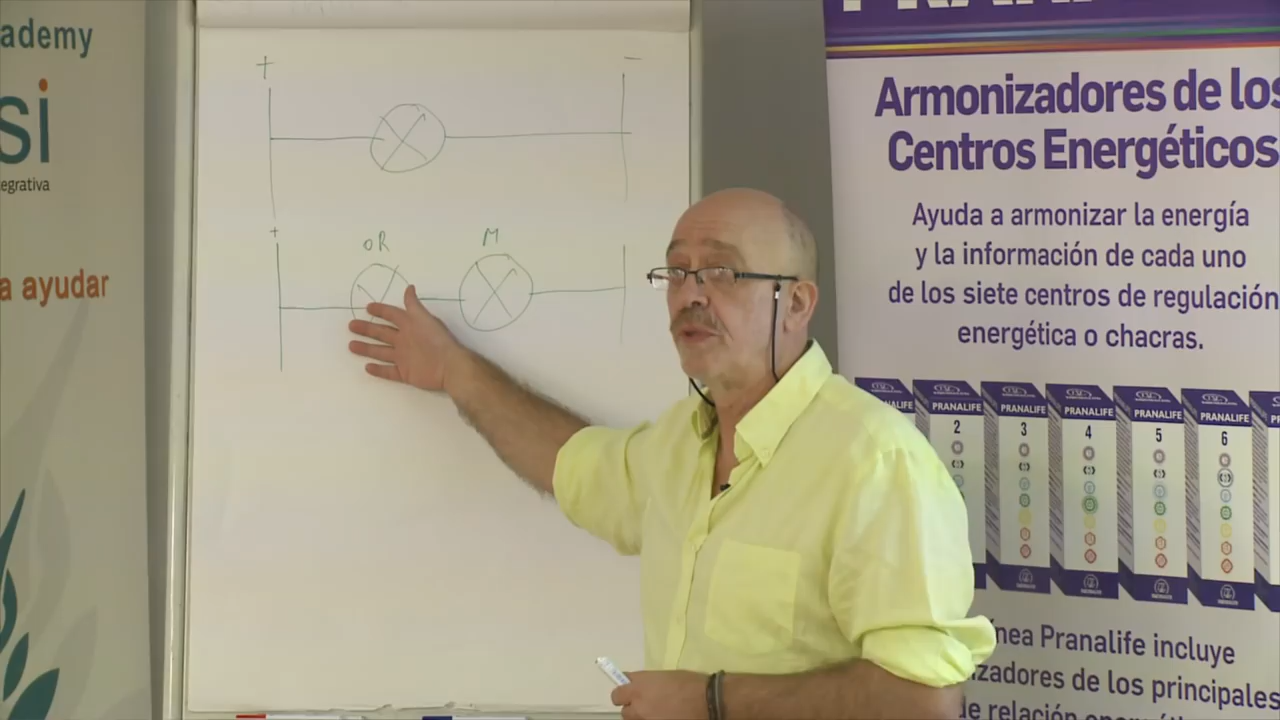 ademy
si
egrativa
a ayudar
+
−
+
OR
M
Armonizadores de los
Centros Energéticos
Ayuda a armonizar la energía
y la información de cada uno
de los siete centros de regulación
energética o chacras.
PRANALIFE
2
PRANALIFE
3
PRANALIFE
4
PRANALIFE
5
PRANALIFE
6
nea Pranalife incluye
izadores de los principales
de relación